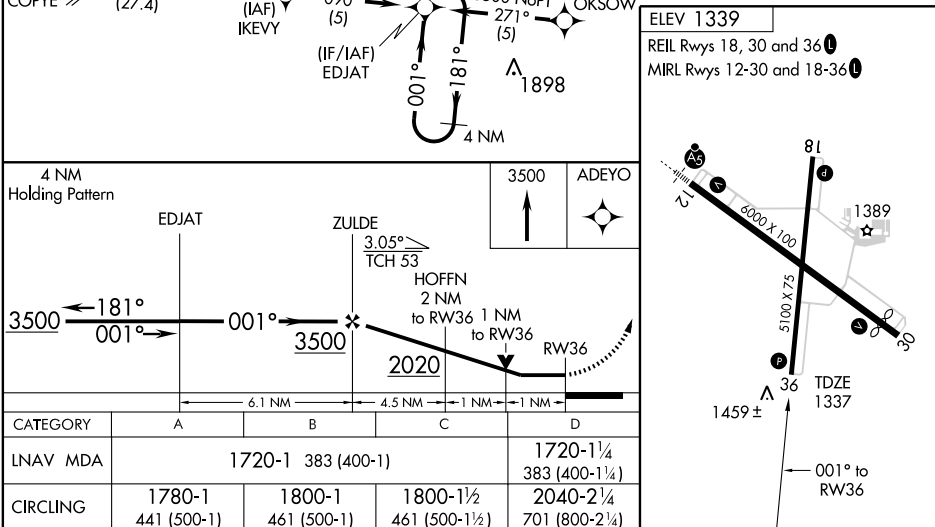 COPYE
(27.4)
(IAF)
IKEVY
090°
(5)
3500 NoPT
271°
(5)
OKSOW
(IF/IAF)
EDJAT
001°
181°
1898
4 NM
ELEV 1339
REIL Rwys 18, 30 and 36 L
MIRL Rwys 12-30 and 18-36 L
4 NM
Holding Pattern
3500
ADEYO
EDJAT
ZULDE
3.05°
TCH 53
HOFFN
2 NM
to RW36
1 NM
to RW36
RW36
3500
181°
001°
001°
3500
2020
6.1 NM
4.5 NM
1 NM
1 NM
CATEGORY A B C D
LNAV MDA 1720-1 383 (400-1) 1720-1¼
383 (400-1¼)
CIRCLING 1780-1 1800-1 1800-1½ 2040-2¼
441 (500-1) 461 (500-1) 461 (500-1½) 701 (800-2¼)
A5
V
12
18
P
6000 X 100
1389
5100 X 75
V
30
P
36
TDZE
1337
1459 ±
001° to
RW36